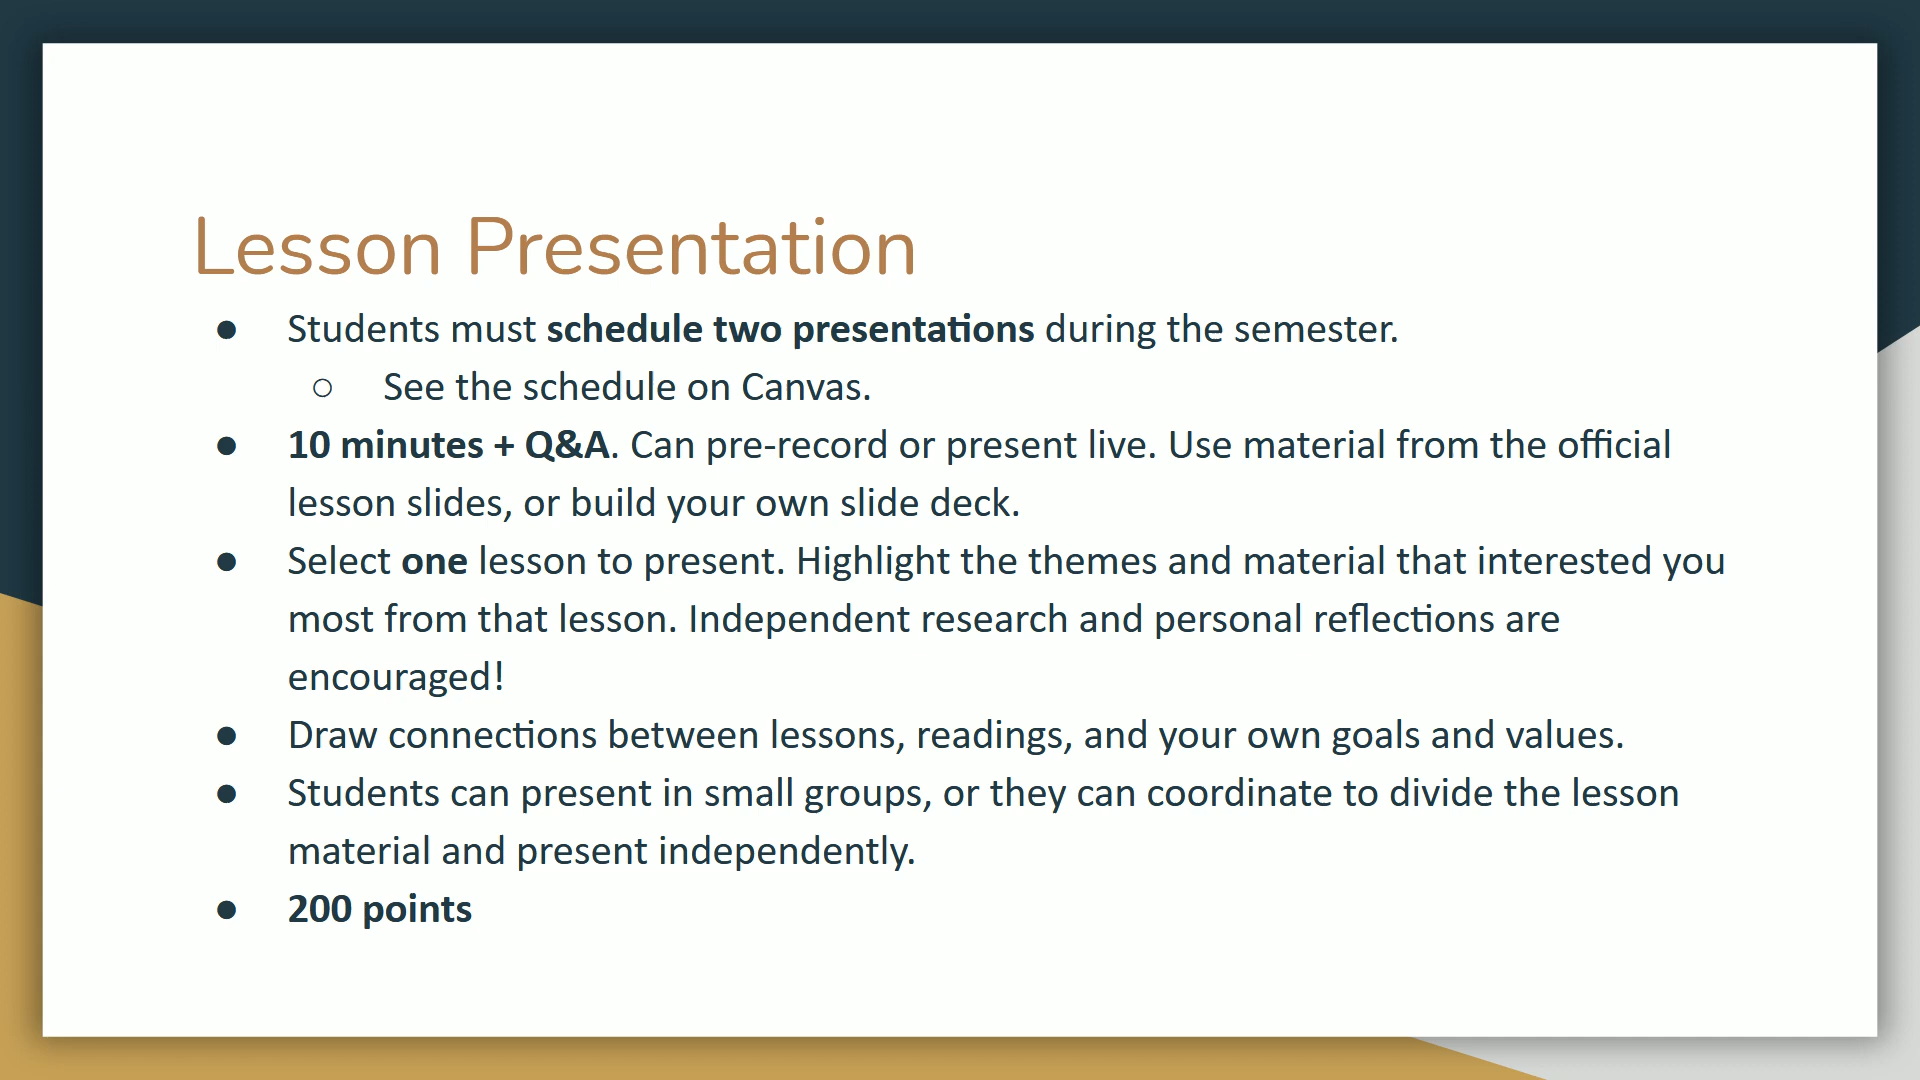 Lesson Presentation
● Students must schedule two presentations during the semester.
○ See the schedule on Canvas.
● 10 minutes + Q&A. Can pre-record or present live. Use material from the official
lesson slides, or build your own slide deck.
● Select one lesson to present. Highlight the themes and material that interested you
most from that lesson. Independent research and personal reflections are
encouraged!
● Draw connections between lessons, readings, and your own goals and values.
● Students can present in small groups, or they can coordinate to divide the lesson
material and present independently.
● 200 points